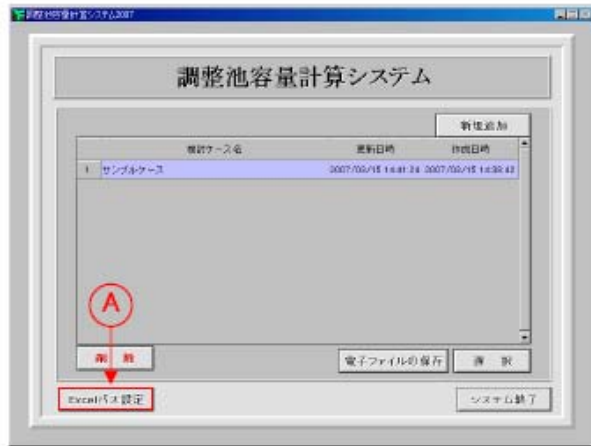 調整池容量計算システム2007
調整池容量計算システム
新規追加
検討ケース名 更新日時 作成日時
1 サンプルケース 2007/03/15 14:41:24 2007/03/15 14:38:42
A
削除
電子ファイルの保存
選択
Excelパス設定
システム終了